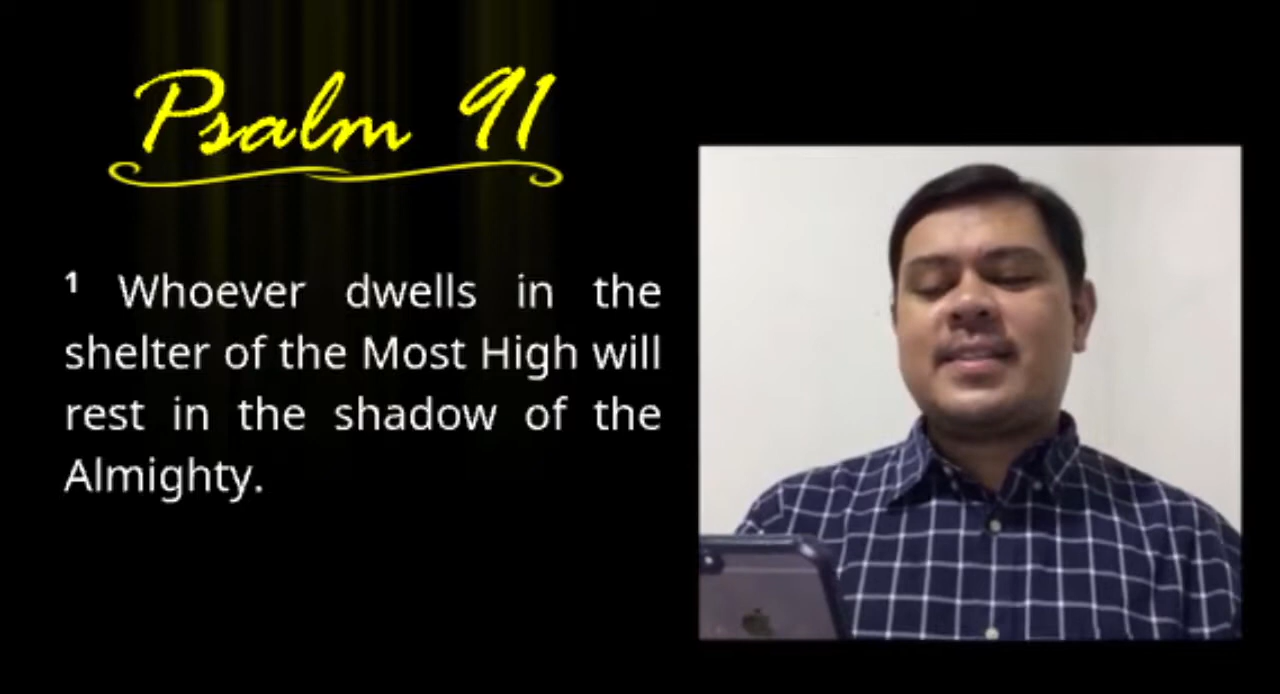 Psalm 91
1 Whoever dwells in the
shelter of the Most High will
rest in the shadow of the
Almighty.